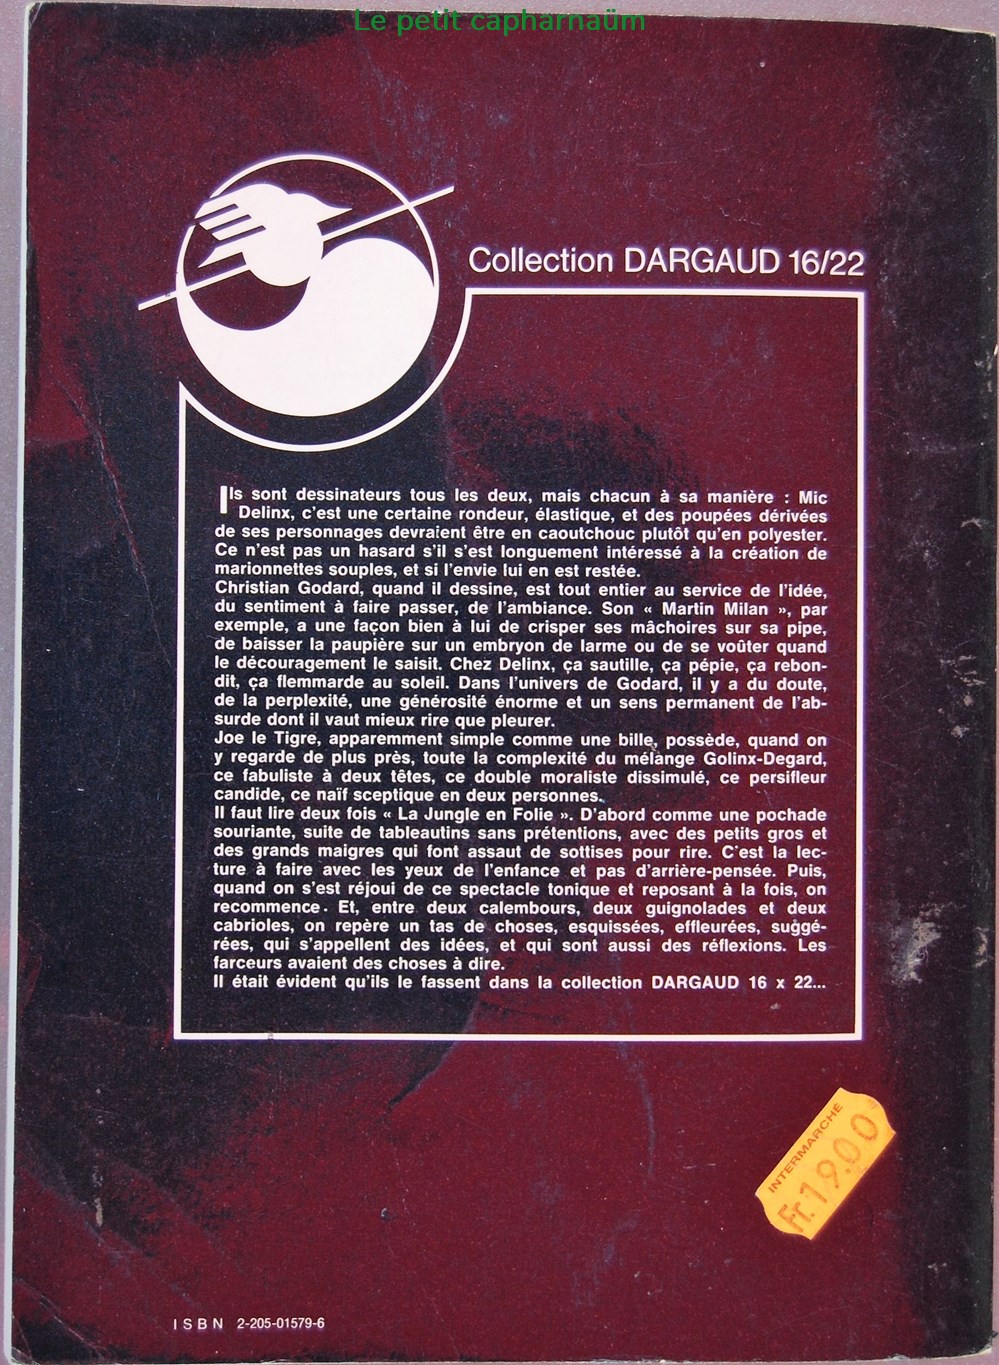 Le petit capharnaüm
Collection DARGAUD 16/22
Ils sont dessinateurs tous les deux, mais chacun à sa manière : Mic
Delinx, c'est une certaine rondeur, élastique, et des poupées dérivées
de ses personnages devraient être en caoutchouc plutôt qu'en polyester.
Ce n'est pas un hasard s'il s'est longuement intéressé à la création de
marionnettes souples, et si l'envie lui en est restée.
Christian Godard, quand il dessine, est tout entier au service de l'idée,
du sentiment à faire passer, de l'ambiance. Son « Martin Milan », par
exemple, a une façon bien à lui de crisper ses mâchoires sur sa pipe,
de baisser la paupière sur un embryon de larme ou de se voûter quand
le découragement le saisit. Chez Delinx, ça sautille, ça pépie, ça rebon-
dit, ça flemmarde au soleil. Dans l'univers de Godard, il y a du doute,
de la perplexité, une générosité énorme et un sens permanent de l'ab-
surde dont il vaut mieux rire que pleurer.
Joe le Tigre, apparemment simple comme une bille, possède, quand on
y regarde de plus près, toute la complexité du mélange Golinx-Degard,
ce fabuliste à deux têtes, ce double moraliste dissimulé, ce persifleur
candide, ce naïf sceptique en deux personnes.
Il faut lire deux fois « La Jungle en Folie ». D'abord comme une pochade
souriante, suite de tableautins sans prétentions, avec des petits gros et
des grands maigres qui font assaut de sottises pour rire. C'est la lec-
ture à faire avec les yeux de l'enfance et pas d'arrière-pensée. Puis,
quand on s'est réjoui de ce spectacle tonique et reposant à la fois, on
recommence. Et, entre deux calembours, deux guignolades et deux
cabrioles, on repère un tas de choses, esquissées, effleurées, suggé-
rées, qui s'appellent des idées, et qui sont aussi des réflexions. Les
farceurs avaient des choses à dire.
Il était évident qu'ils le fassent dans la collection DARGAUD 16 x 22...
INTERMARCHÉ
Fr. 19.00
ISBN 2-205-01579-6